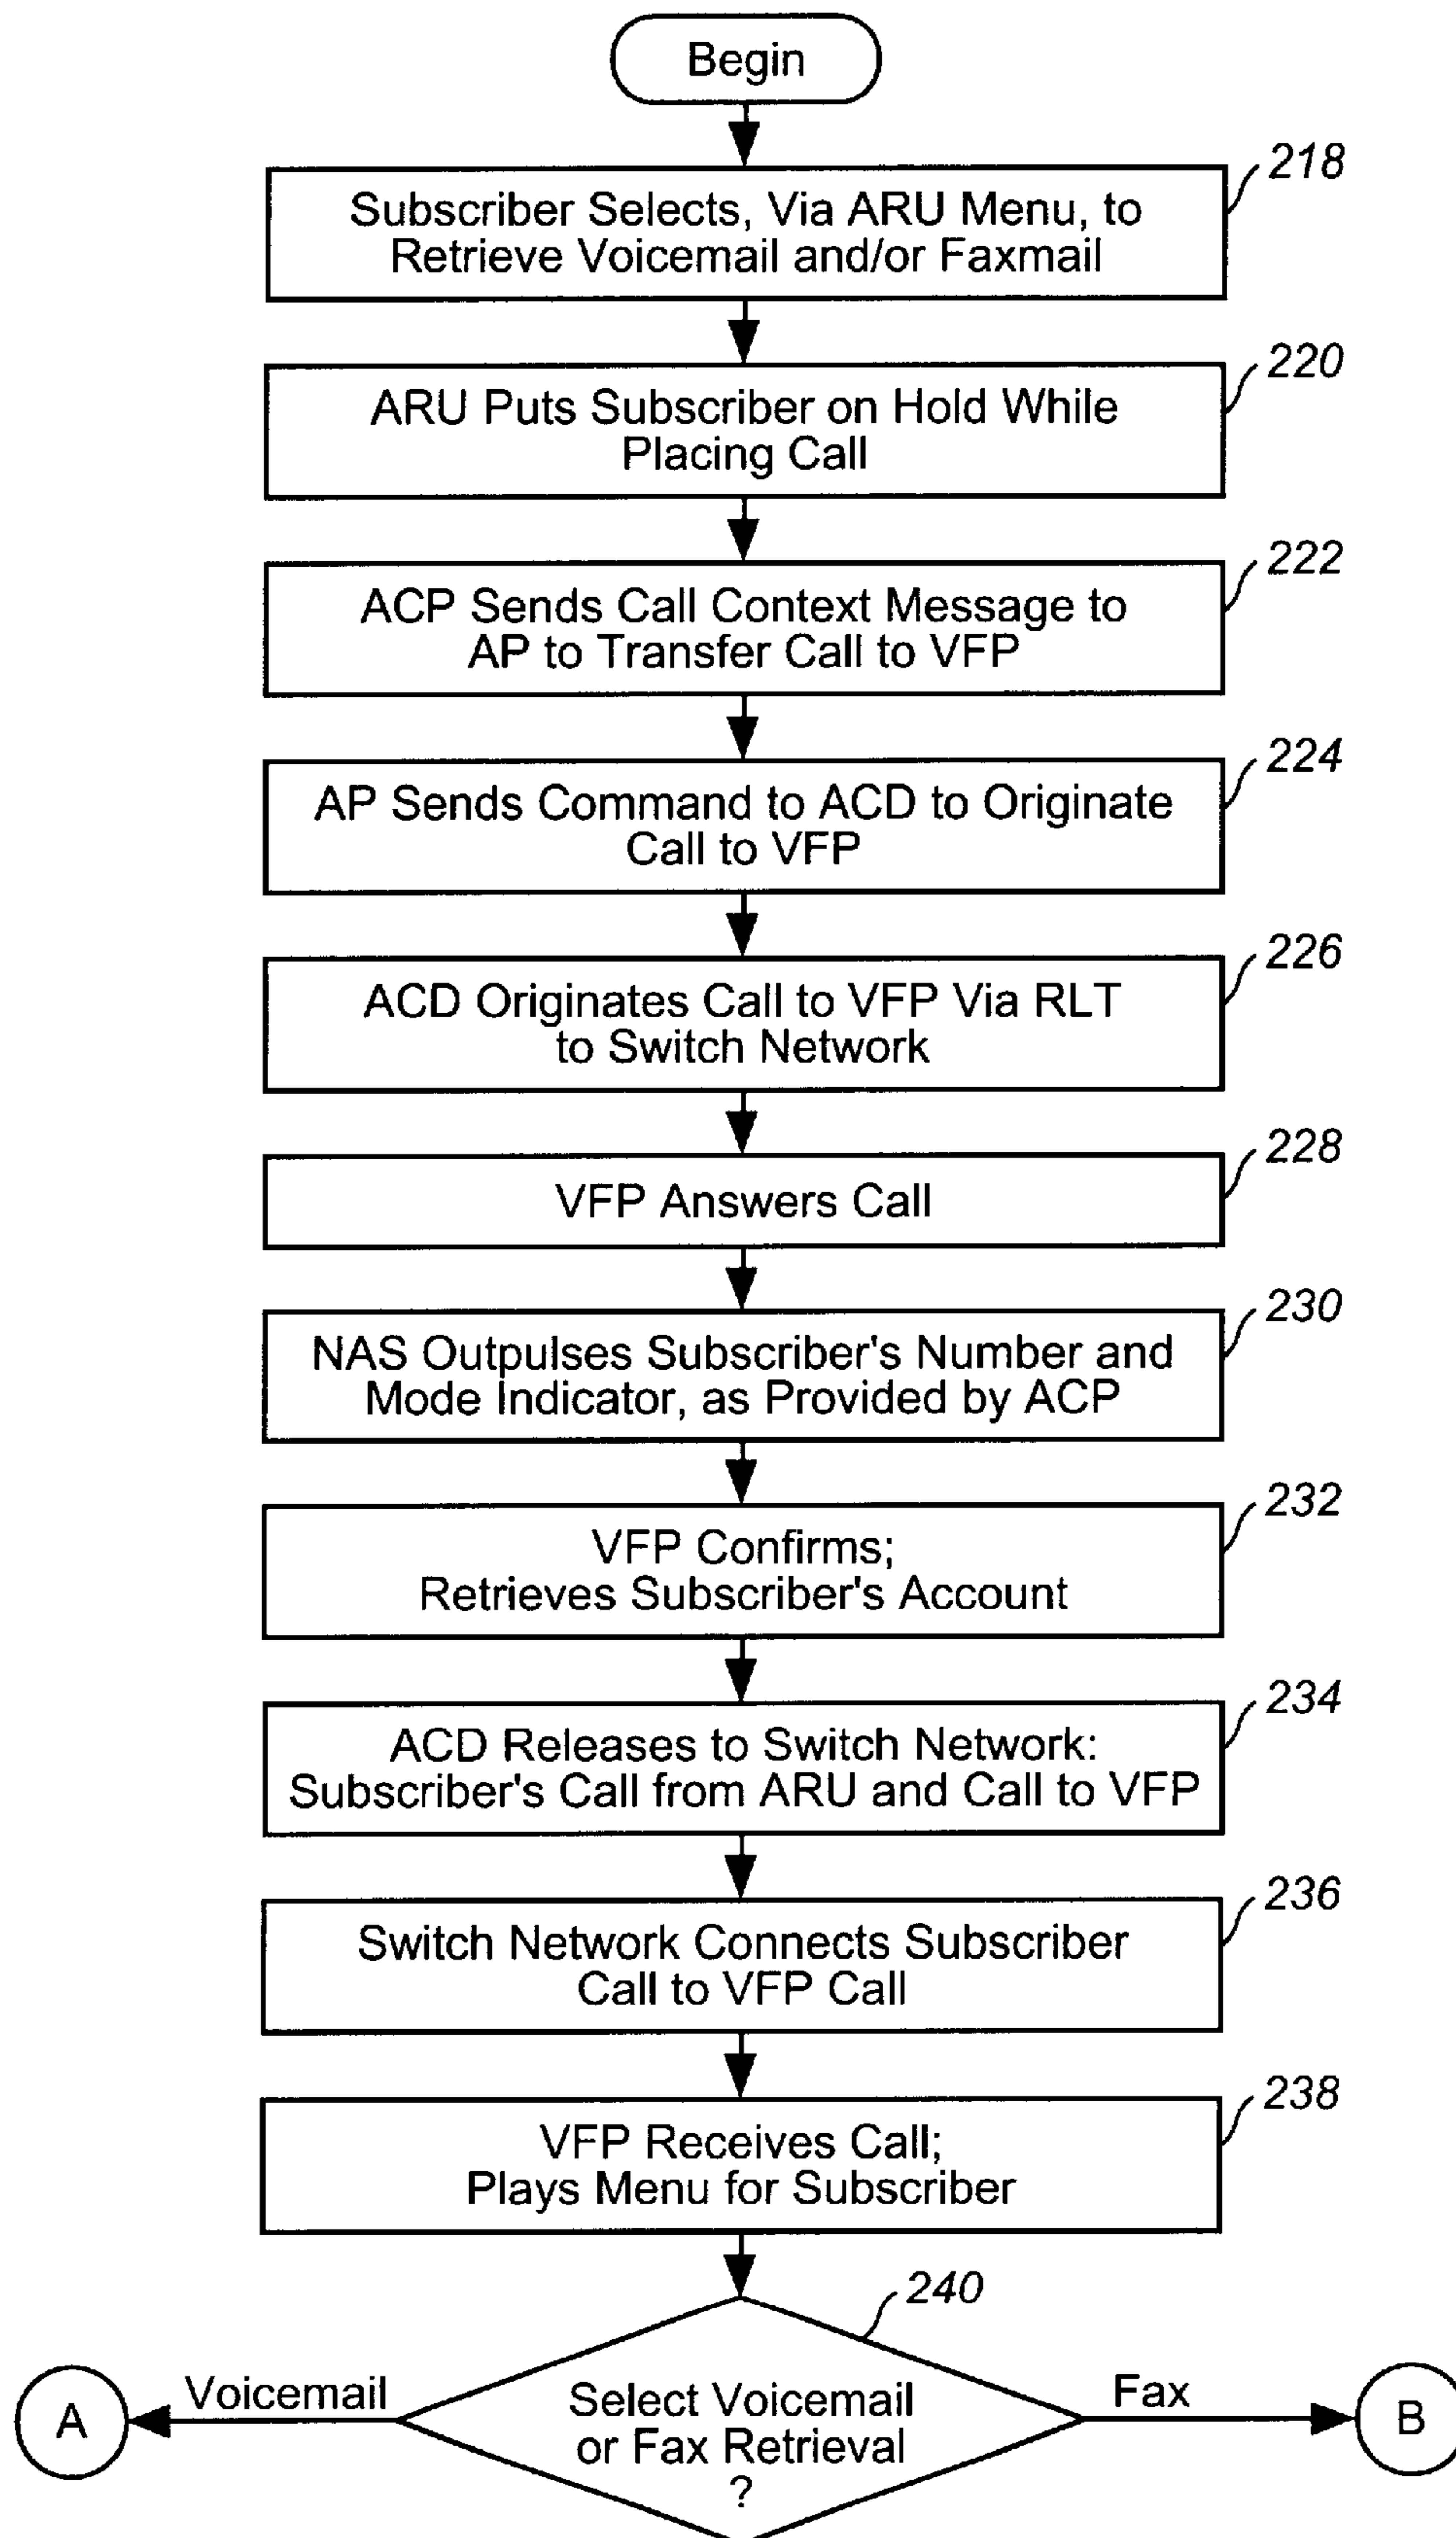 Begin
218
Subscriber Selects, Via ARU Menu, to
Retrieve Voicemail and/or Faxmail
220
ARU Puts Subscriber on Hold While
Placing Call
222
ACP Sends Call Context Message to
AP to Transfer Call to VFP
224
AP Sends Command to ACD to Originate
Call to VFP
226
ACD Originates Call to VFP Via RLT
to Switch Network
228
VFP Answers Call
230
NAS Outpulses Subscriber's Number and
Mode Indicator, as Provided by ACP
232
VFP Confirms;
Retrieves Subscriber's Account
234
ACD Releases to Switch Network:
Subscriber's Call from ARU and Call to VFP
236
Switch Network Connects Subscriber
Call to VFP Call
238
VFP Receives Call;
Plays Menu for Subscriber
240
A
Voicemail
Select Voicemail
or Fax Retrieval
?
Fax
B